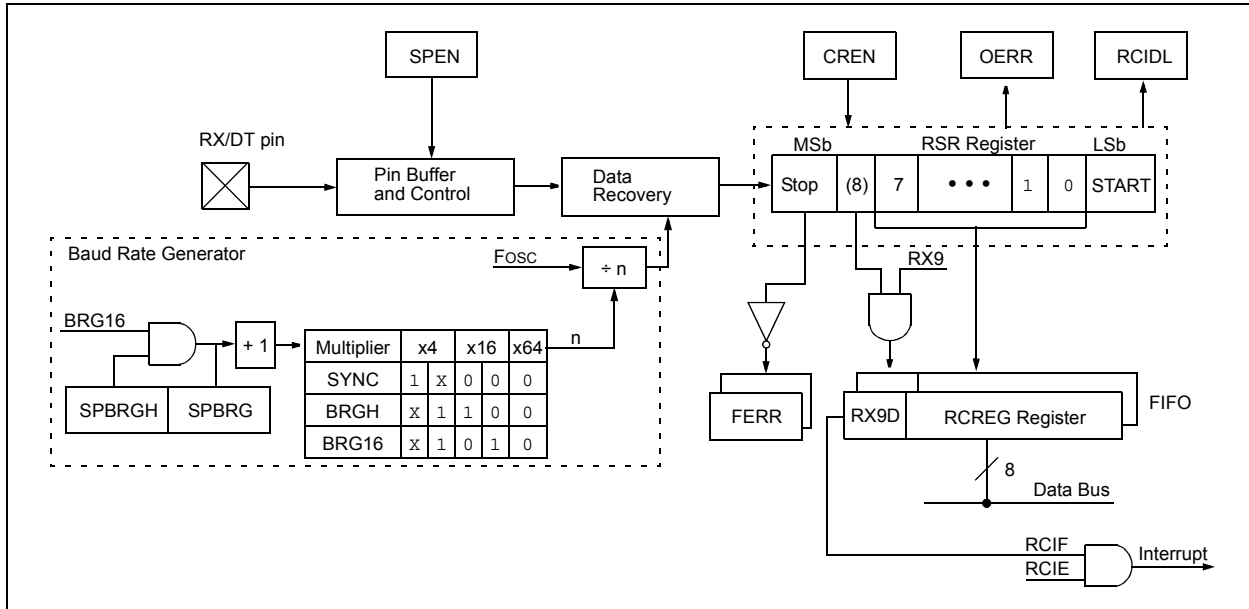 SPEN
CREN
OERR
RCIDL
RX/DT pin
MSb
RSR Register
LSb
Pin Buffer
and Control
Data
Recovery
Stop (8) 7 • • • 1 0 START
Baud Rate Generator
FOSC
÷ n
RX9
BRG16
+ 1
n
Multiplier x4 x16 x64
SYNC 1 X 0 0 0
BRGH X 1 1 0 0
BRG16 X 1 0 1 0
SPBRGH SPBRG
FERR
RX9D RCREG Register
FIFO
8
Data Bus
RCIF
RCIE
Interrupt